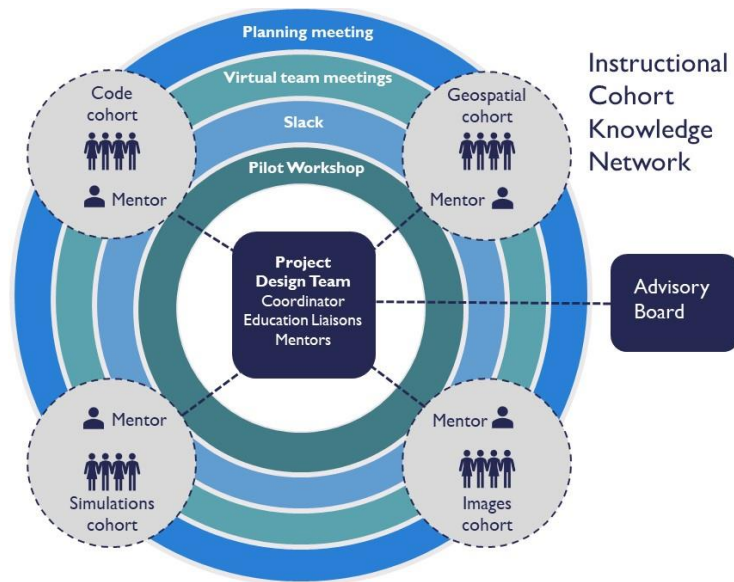 Planning meeting
Virtual team meetings
Slack
Pilot Workshop
Code
cohort
Mentor
Geospatial
cohort
Mentor
Instructional
Cohort
Knowledge
Network
Project
Design Team
Coordinator
Education Liaisons
Mentors
Advisory
Board
Mentor
Simulations
cohort
Mentor
Images
cohort